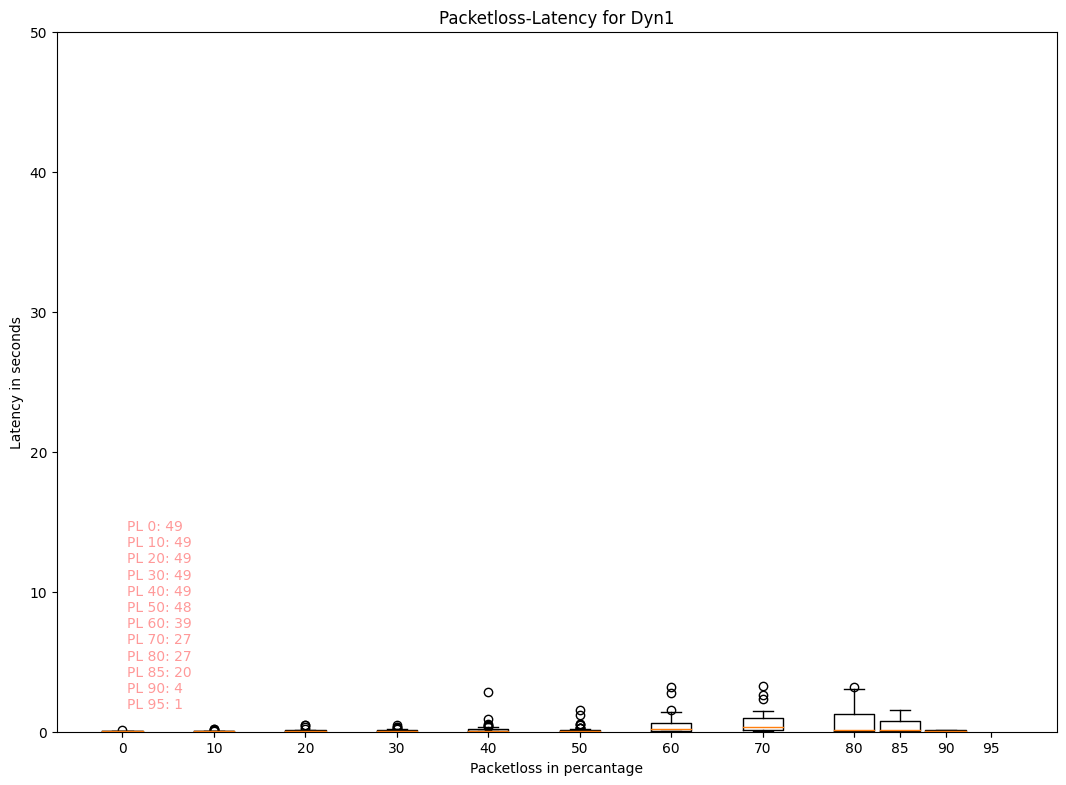 Packetloss-Latency for Dyn1
50
40
30
20
10
0
Latency in seconds
PL 0: 49
PL 10: 49
PL 20: 49
PL 30: 49
PL 40: 49
PL 50: 48
PL 60: 39
PL 70: 27
PL 80: 27
PL 85: 20
PL 90: 4
PL 95: 1
0 10 20 30 40 50 60 70 80 85 90 95
Packetloss in percantage